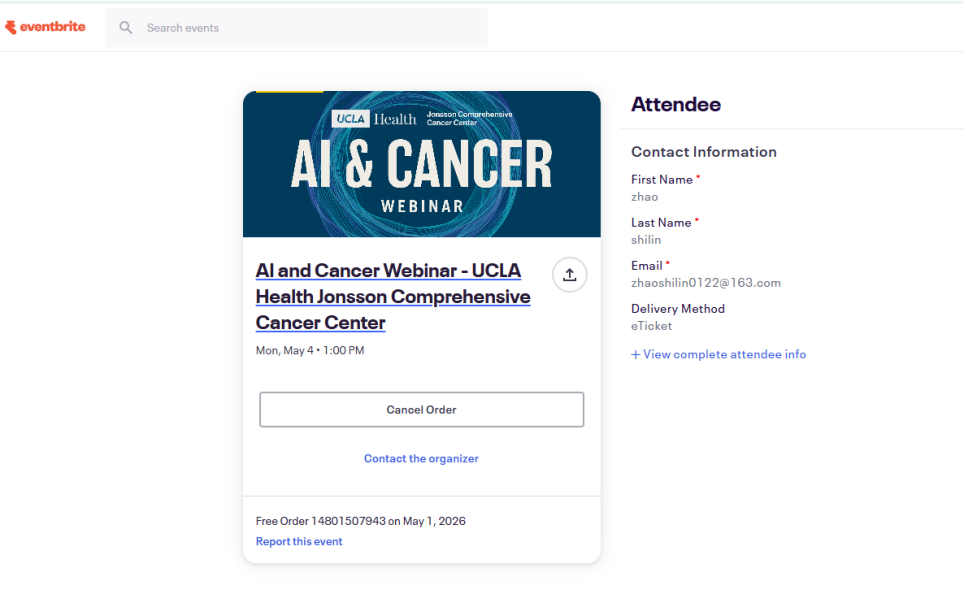 eventbrite
Search events
UCLA Health Jonsson Comprehensive
Cancer Center
AI & CANCER
WEBINAR
AI and Cancer Webinar - UCLA
Health Jonsson Comprehensive
Cancer Center
Mon, May 4 • 1:00 PM
Cancel Order
Contact the organizer
Free Order 14801507943 on May 1, 2026
Report this event
Attendee
Contact Information
First Name *
zhao
Last Name *
shilin
Email *
zhaoshilin0122@163.com
Delivery Method
eTicket
+ View complete attendee info